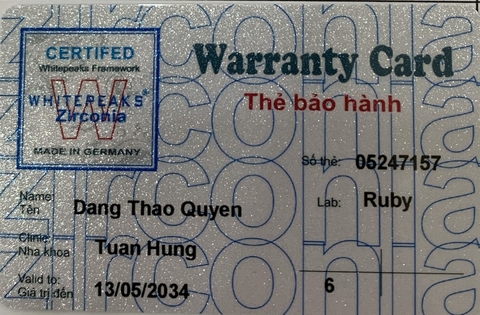 CERTIFED
Whitepeaks Framework
WHITEPEAKS®
Zirconia
MADE IN GERMANY
Warranty Card
Thẻ bảo hành
Số thẻ: 05247157
Name:
Tên Dang Thao Quyen
Lab: Ruby
Clinic:
Nha khoa Tuan Hung
Valid to:
Giá trị đến 13/05/2034
6
zirconia